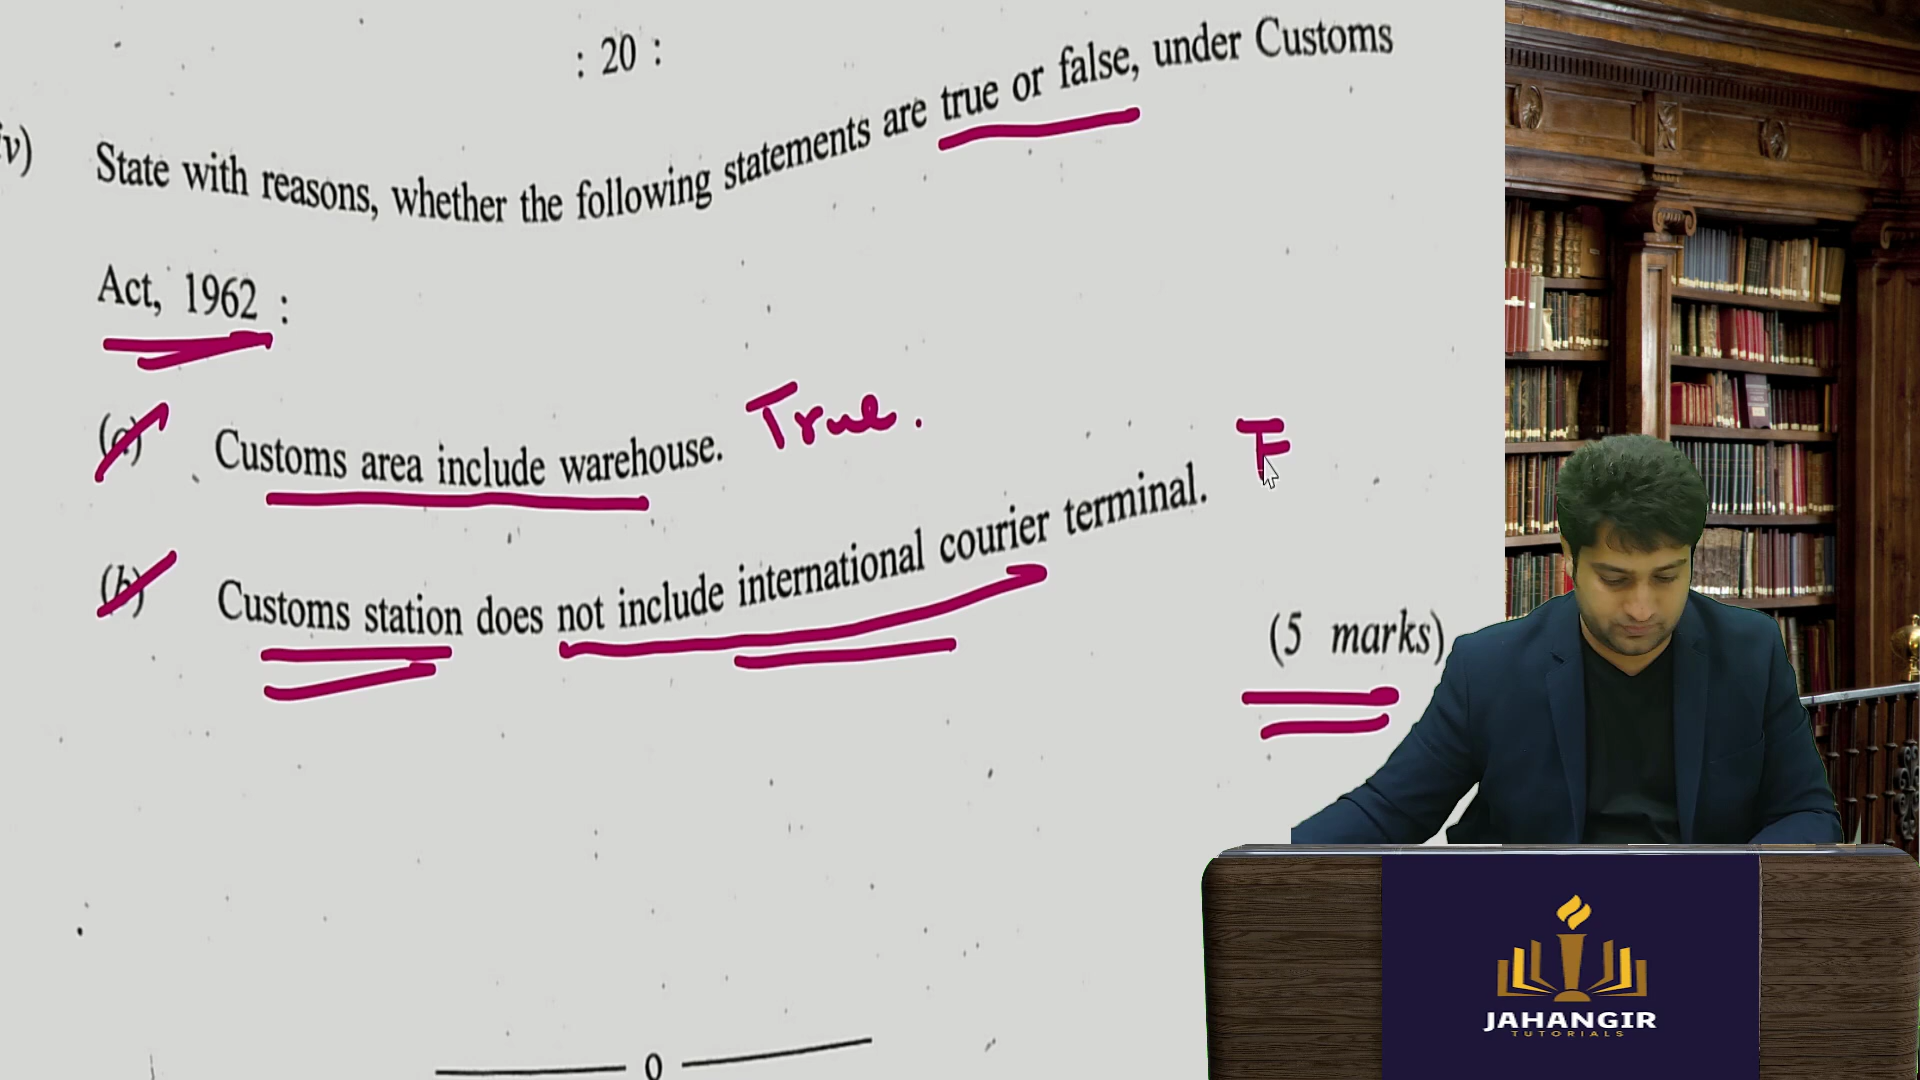 : 20 :
iv) State with reasons, whether the following statements are true or false, under Customs
Act, 1962 :
(a) Customs area include warehouse. True.
(b) Customs station does not include international courier terminal. F
(5 marks)
0
JAHANGIR
TUTORIALS